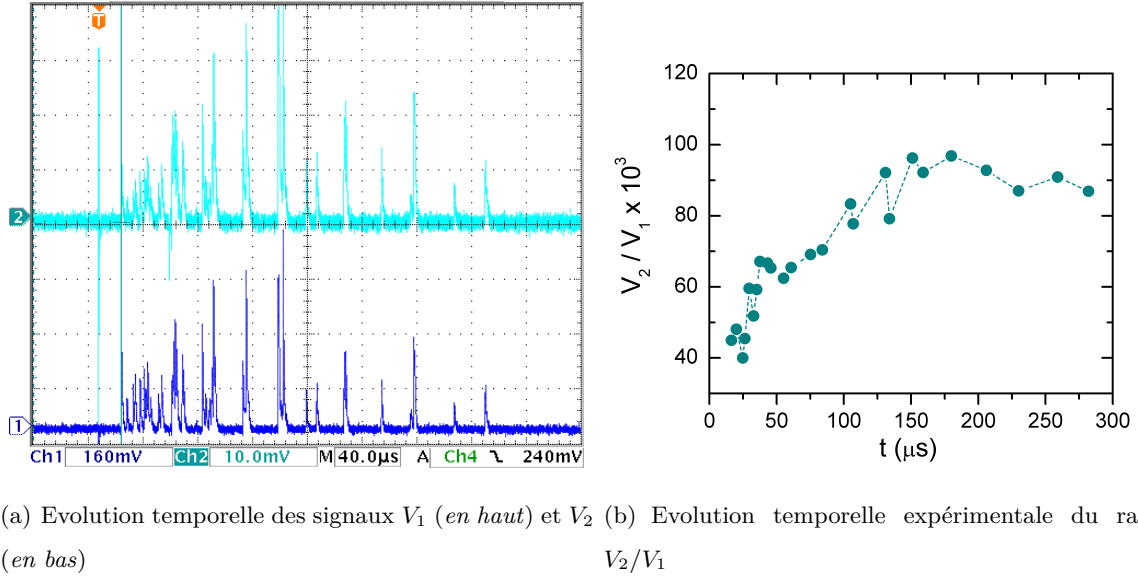 T
2
1
Ch1 160mV Ch2 10.0mV M 40.0µs A Ch4 240mV
120
100
80
60
40
V2 / V1 x 10³
0 50 100 150 200 250 300
t (µs)
(a) Evolution temporelle des signaux V1 (en haut) et V2
(en bas)
(b) Evolution temporelle expérimentale du ra
V2/V1